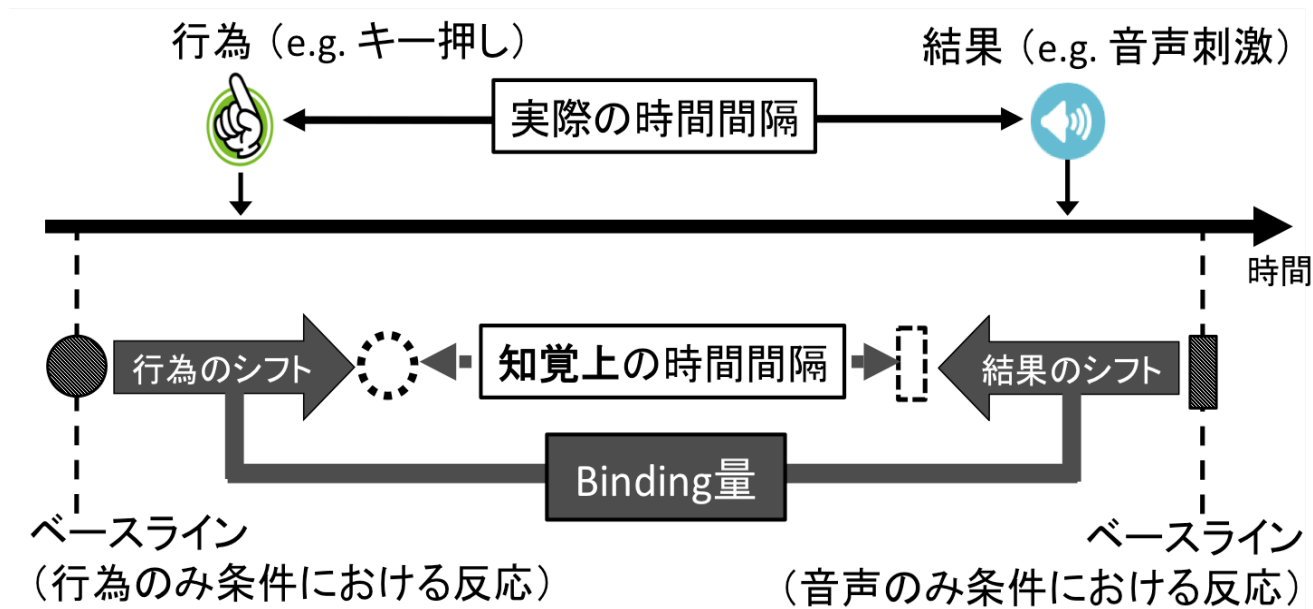 行為（e.g. キー押し）
結果（e.g. 音声刺激）
実際の時間間隔
時間
行為のシフト
知覚上の時間間隔
結果のシフト
Binding量
ベースライン
（行為のみ条件における反応）
ベースライン
（音声のみ条件における反応）